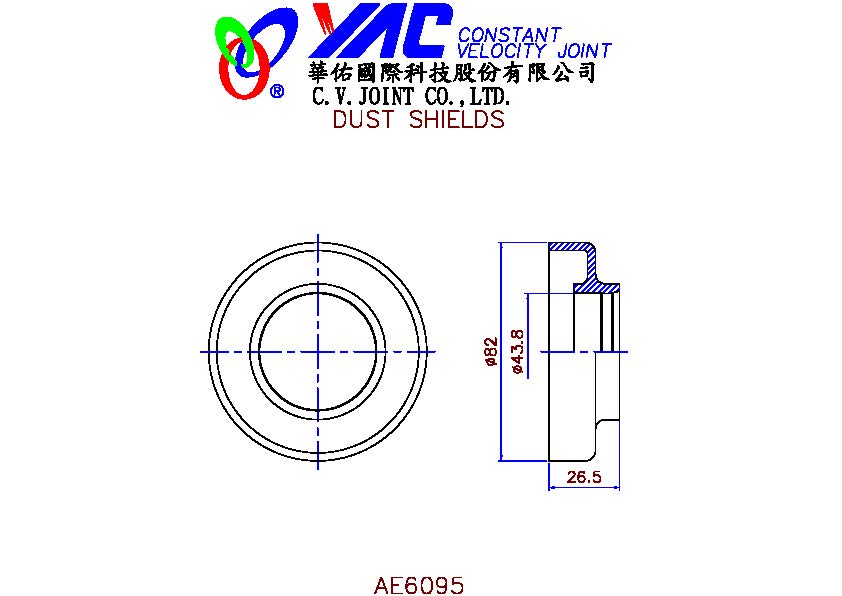 YAC CONSTANT
VELOCITY JOINT
®
華佑國際科技股份有限公司
C.V.JOINT CO.,LTD.
DUST SHIELDS
ø82
ø43.8
26.5
AE6095